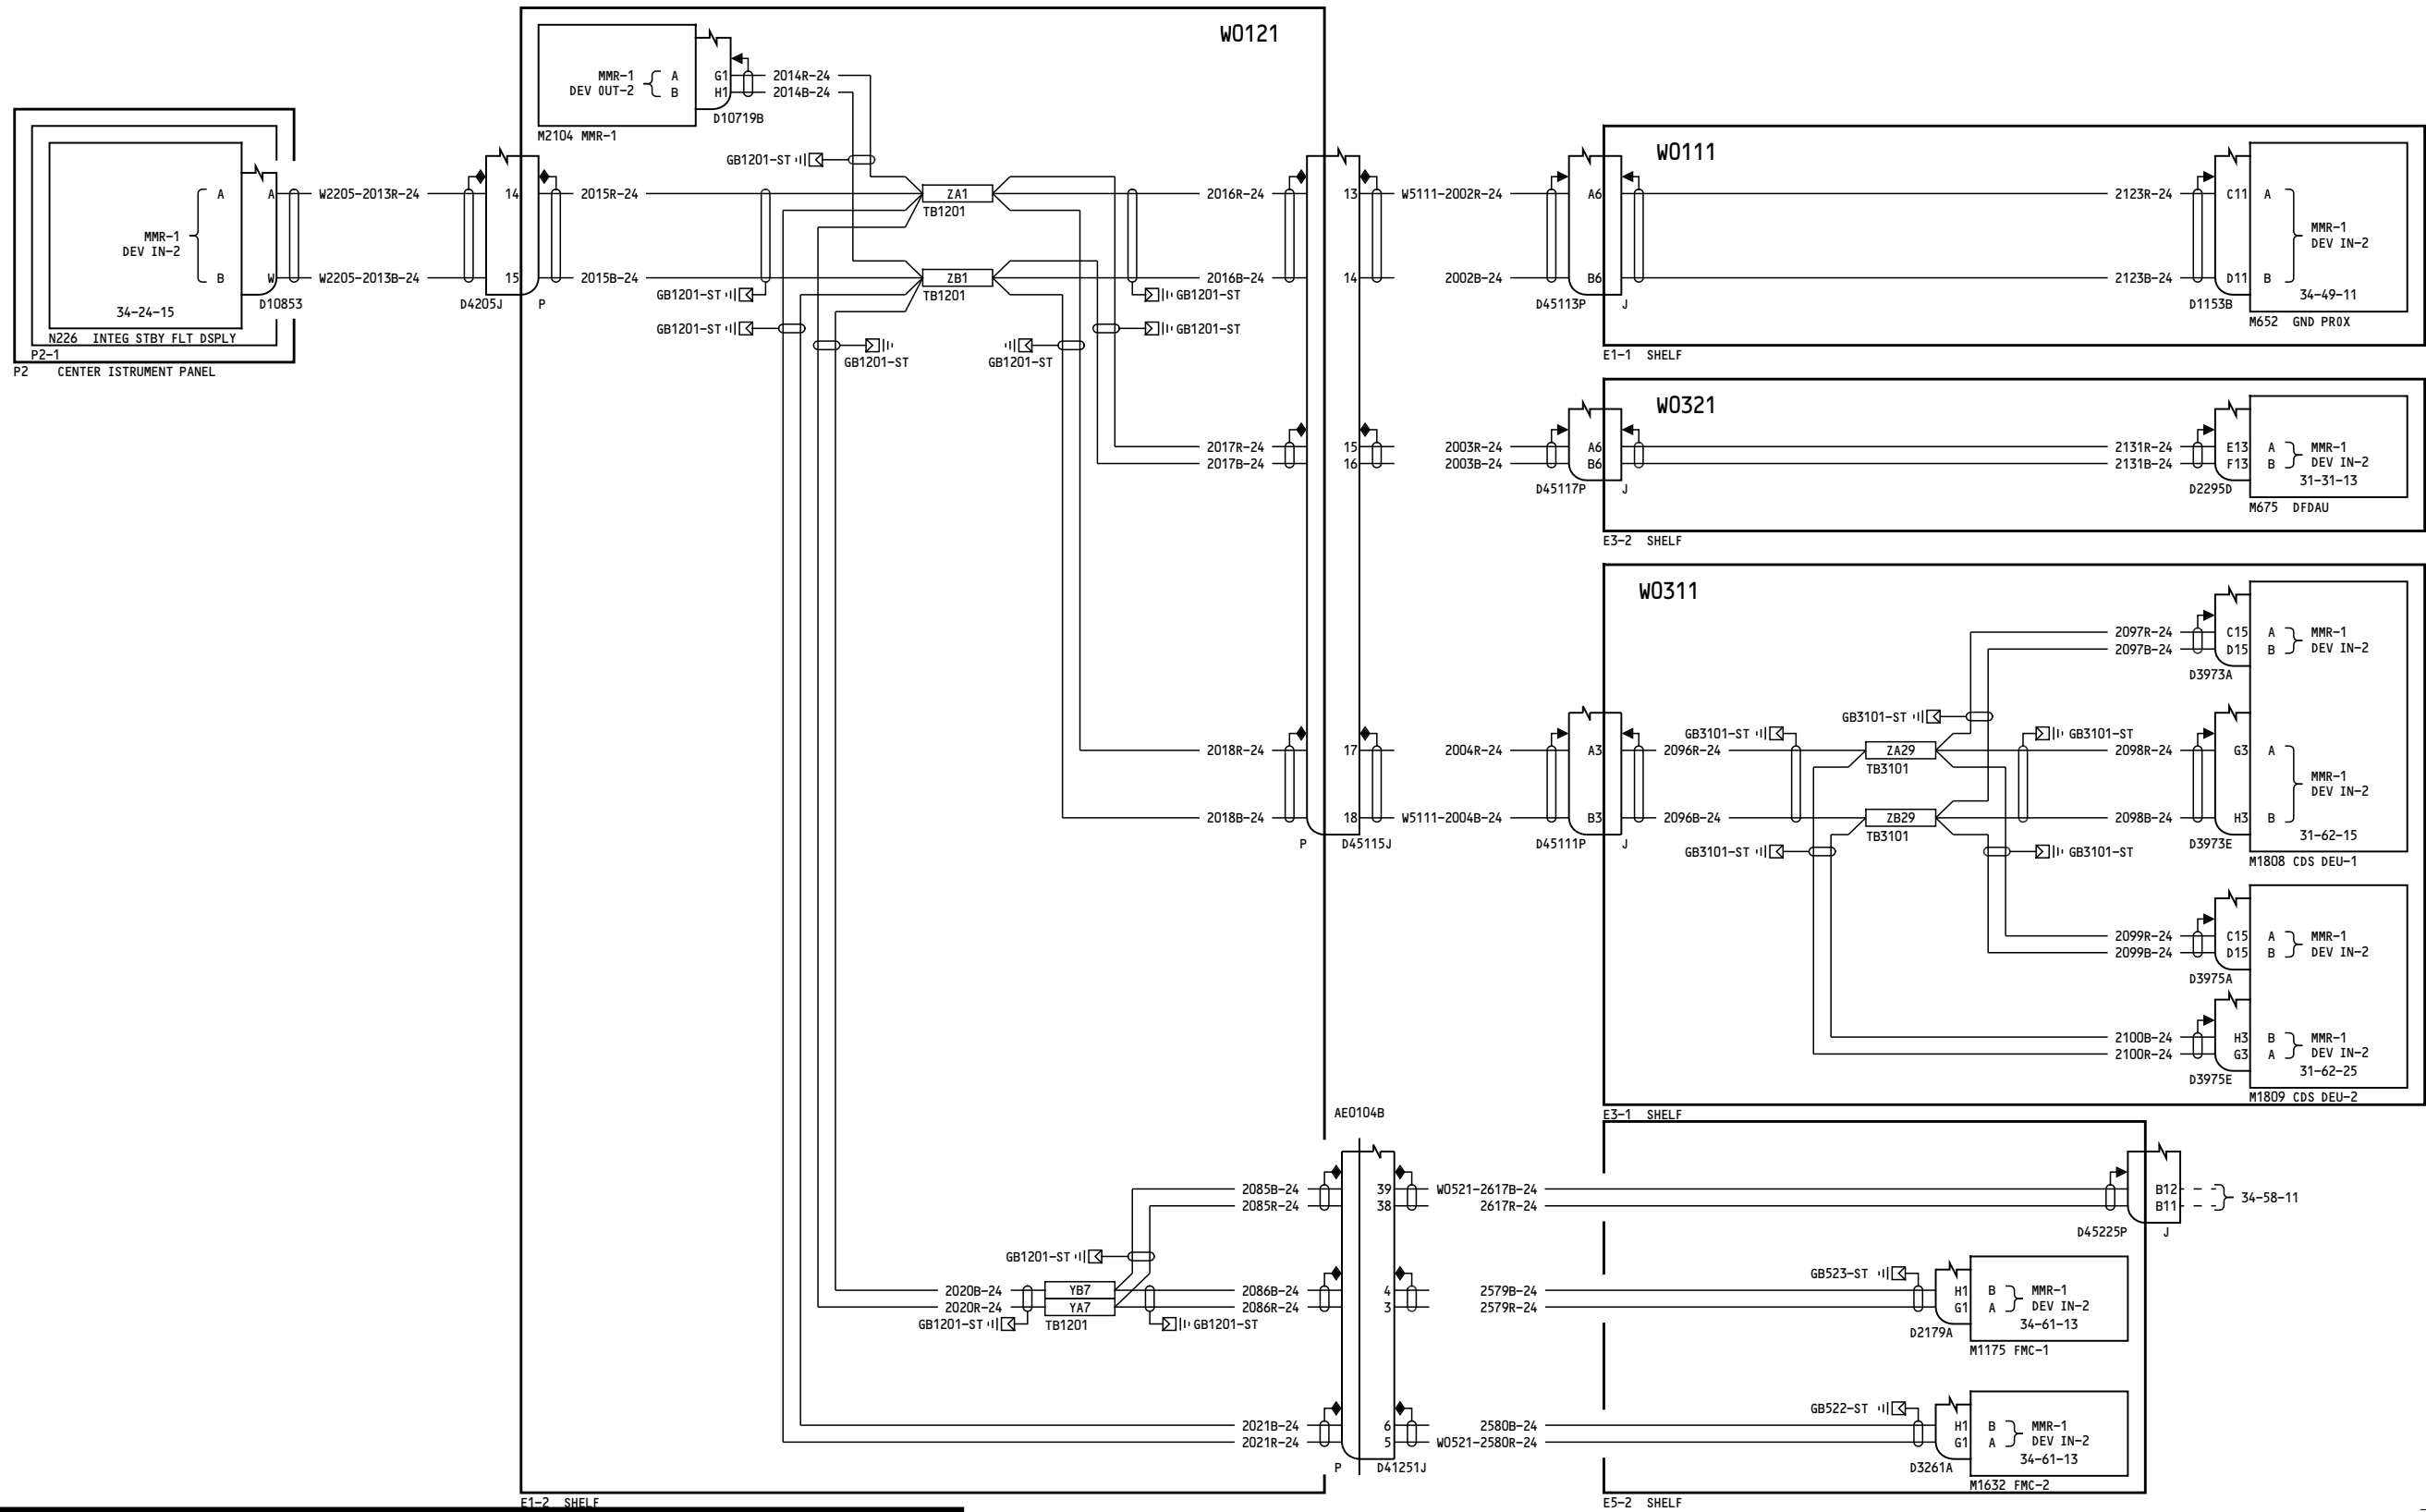 W0121
MMR-1
DEV OUT-2
A
B
G1
H1
2014R-24
2014B-24
D10719B
M2104 MMR-1
MMR-1
DEV IN-2
A
B
A
W
34-24-15
N226 INTEG STBY FLT DSPLY
P2-1
P2 CENTER ISTRUMENT PANEL
D10853
W2205-2013R-24
W2205-2013B-24
14
15
D4205J
P
2015R-24
2015B-24
GB1201-ST
GB1201-ST
GB1201-ST
GB1201-ST
ZA1
TB1201
ZB1
TB1201
GB1201-ST
GB1201-ST
GB1201-ST
2016R-24
2016B-24
2017R-24
2017B-24
2018R-24
2018B-24
13
14
15
16
17
18
P
D45115J
W5111-2002R-24
2002B-24
2003R-24
2003B-24
2004R-24
W5111-2004B-24
W0111
A6
B6
D45113P
J
2123R-24
2123B-24
C11
D11
D1153B
A
B
MMR-1
DEV IN-2
34-49-11
M652 GND PROX
E1-1 SHELF
W0321
A6
B6
D45117P
J
2131R-24
2131B-24
E13
F13
D2295D
A
B
MMR-1
DEV IN-2
31-31-13
M675 DFDAU
E3-2 SHELF
W0311
A3
B3
D45111P
J
2096R-24
2096B-24
GB3101-ST
GB3101-ST
GB3101-ST
ZA29
TB3101
ZB29
TB3101
GB3101-ST
GB3101-ST
2097R-24
2097B-24
C15
D15
D3973A
A
B
MMR-1
DEV IN-2
2098R-24
2098B-24
G3
H3
D3973E
A
B
MMR-1
DEV IN-2
31-62-15
M1808 CDS DEU-1
2099R-24
2099B-24
C15
D15
D3975A
A
B
MMR-1
DEV IN-2
2100B-24
2100R-24
H3
G3
D3975E
B
A
MMR-1
DEV IN-2
31-62-25
M1809 CDS DEU-2
E3-1 SHELF
AE0104B
2085B-24
2085R-24
39
38
W0521-2617B-24
2617R-24
B12
B11
34-58-11
D45225P
J
GB1201-ST
2020B-24
2020R-24
YB7
YA7
TB1201
GB1201-ST
GB1201-ST
2086B-24
2086R-24
4
3
2579B-24
2579R-24
GB523-ST
H1
G1
D2179A
B
A
MMR-1
DEV IN-2
34-61-13
M1175 FMC-1
2021B-24
2021R-24
6
5
P
D41251J
2580B-24
W0521-2580R-24
GB522-ST
H1
G1
D3261A
B
A
MMR-1
DEV IN-2
34-61-13
M1632 FMC-2
E1-2 SHELF
E5-2 SHELF